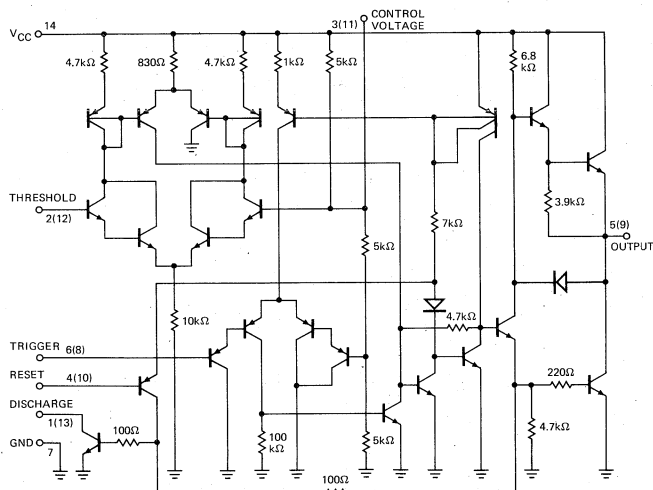 CONTROL
VOLTAGE
3(11)
VCC
14
4.7kΩ
830Ω
4.7kΩ
1kΩ
5kΩ
6.8
kΩ
THRESHOLD
2(12)
3.9kΩ
7kΩ
5(9)
OUTPUT
5kΩ
10kΩ
4.7kΩ
TRIGGER
6(8)
RESET
4(10)
220Ω
DISCHARGE
1(13)
100Ω
GND
7
100
kΩ
5kΩ
4.7kΩ
100Ω